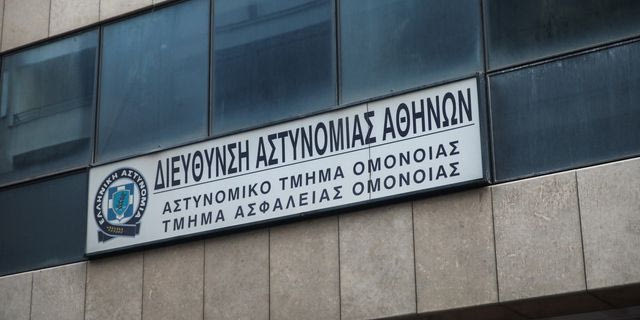 ΔΙΕΥΘΥΝΣΗ ΑΣΤΥΝΟΜΙΑΣ ΑΘΗΝΩΝ
ΑΣΤΥΝΟΜΙΚΟ ΤΜΗΜΑ ΟΜΟΝΟΙΑΣ
ΤΜΗΜΑ ΑΣΦΑΛΕΙΑΣ ΟΜΟΝΟΙΑΣ
ΕΛΛΗΝΙΚΗ ΑΣΤΥΝΟΜΙΑ